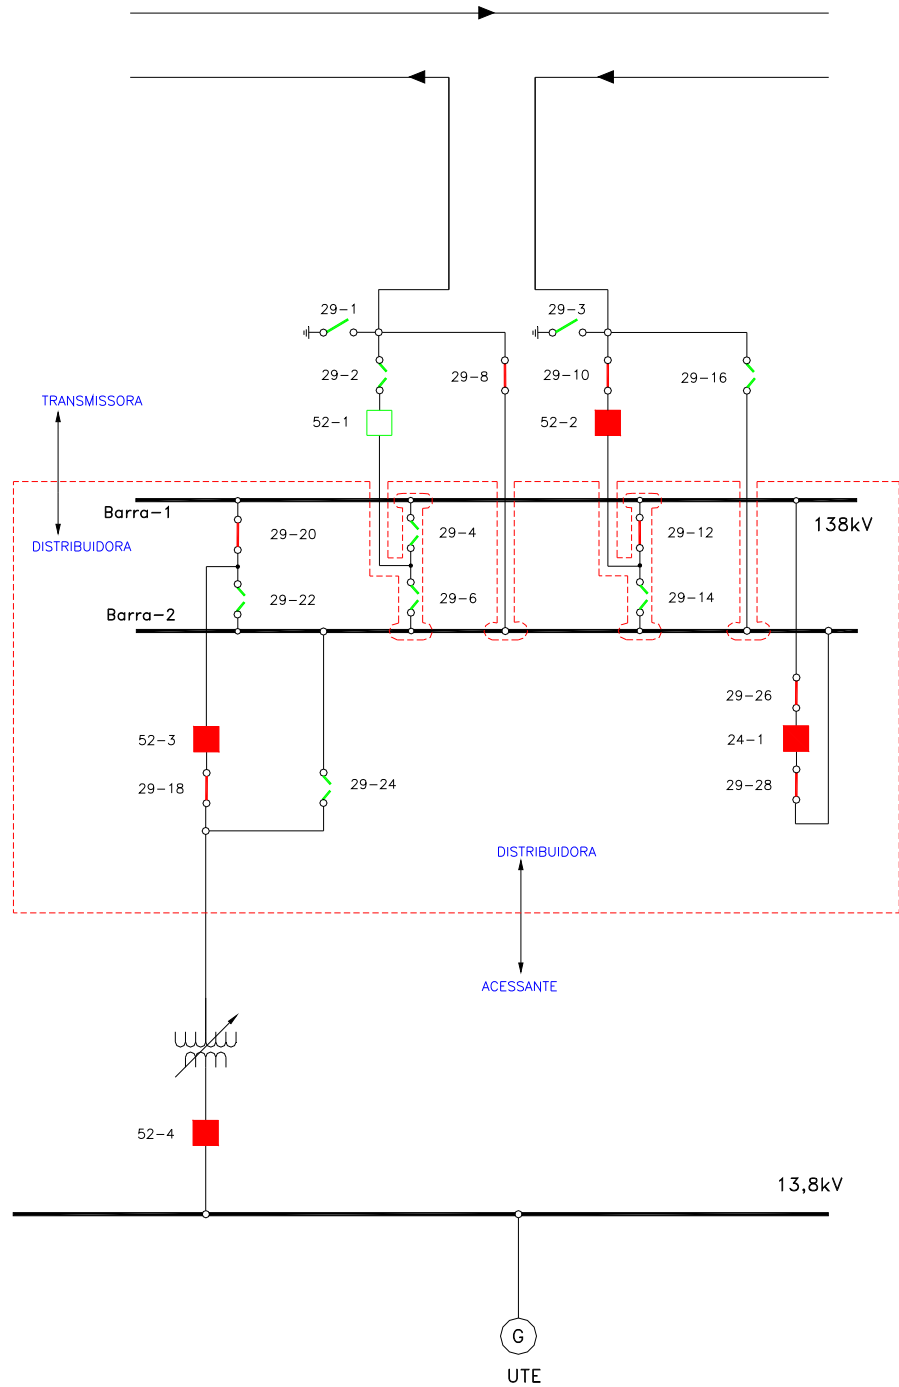 29-1
29-3
29-2
29-8
29-10
29-16
TRANSMISSORA
52-1
52-2
Barra-1
138kV
29-20
29-4
29-12
DISTRIBUIDORA
29-22
29-6
29-14
Barra-2
29-26
52-3
24-1
29-18
29-24
29-28
DISTRIBUIDORA
ACESSANTE
52-4
13,8kV
G
UTE